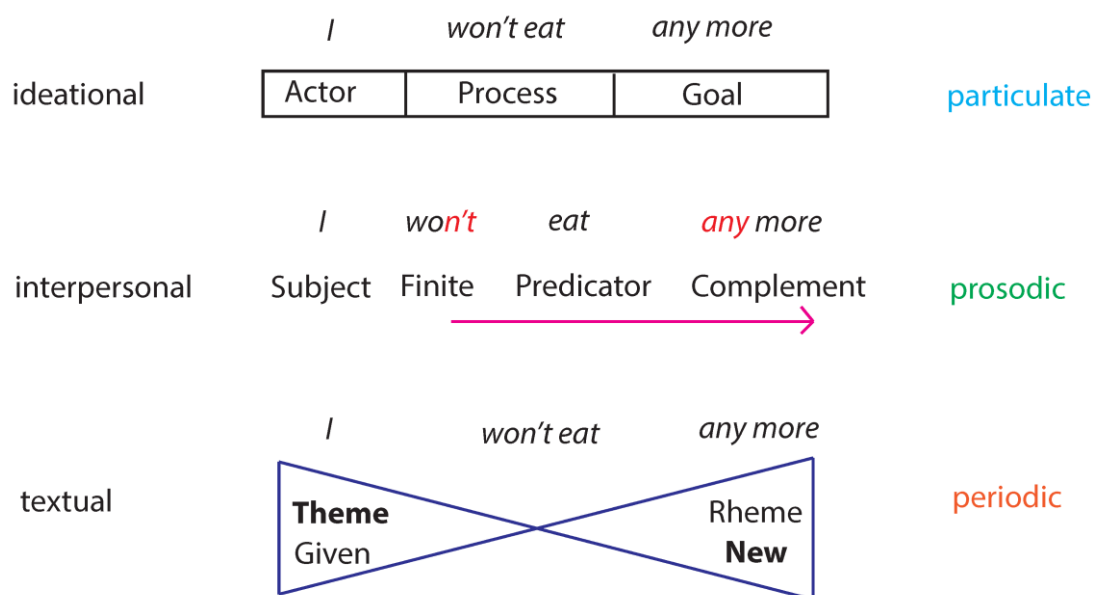 I won't eat any more
ideational Actor Process Goal particulate
I won't eat any more
interpersonal Subject Finite Predicator Complement prosodic
I won't eat any more
textual Theme Rheme periodic
Given New